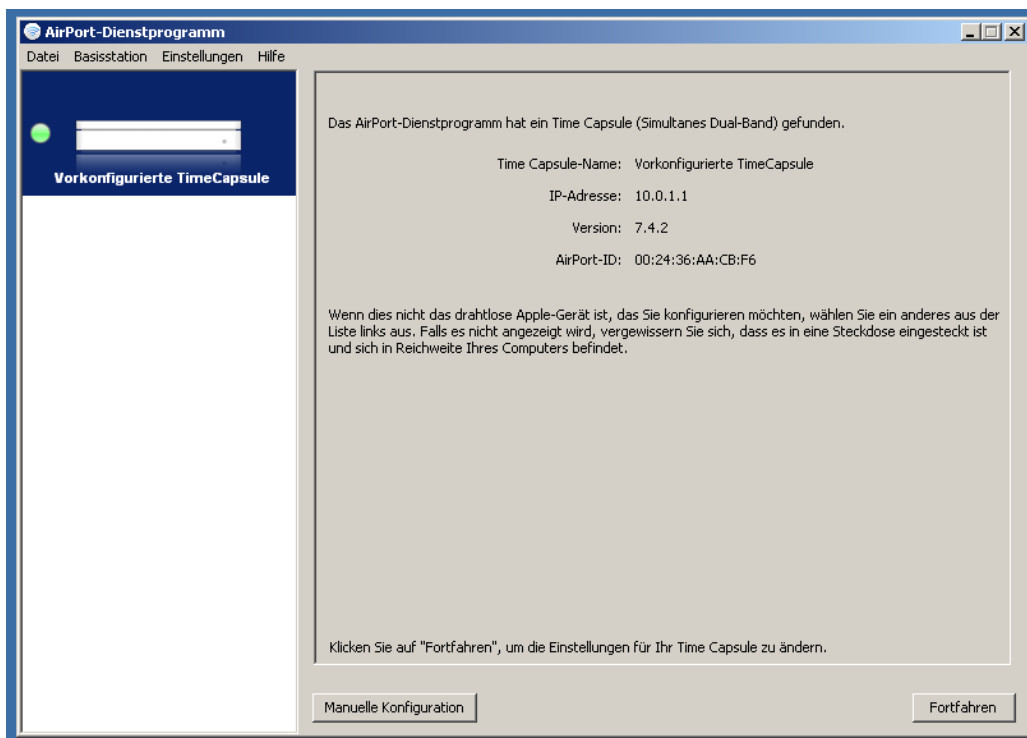 AirPort-Dienstprogramm
Datei Basisstation Einstellungen Hilfe
Vorkonfigurierte TimeCapsule
Das AirPort-Dienstprogramm hat ein Time Capsule (Simultanes Dual-Band) gefunden.
Time Capsule-Name: Vorkonfigurierte TimeCapsule
IP-Adresse: 10.0.1.1
Version: 7.4.2
AirPort-ID: 00:24:36:AA:CB:F6
Wenn dies nicht das drahtlose Apple-Gerät ist, das Sie konfigurieren möchten, wählen Sie ein anderes aus der
Liste links aus. Falls es nicht angezeigt wird, vergewissern Sie sich, dass es in eine Steckdose eingesteckt ist
und sich in Reichweite Ihres Computers befindet.
Klicken Sie auf "Fortfahren", um die Einstellungen für Ihr Time Capsule zu ändern.
Manuelle Konfiguration
Fortfahren